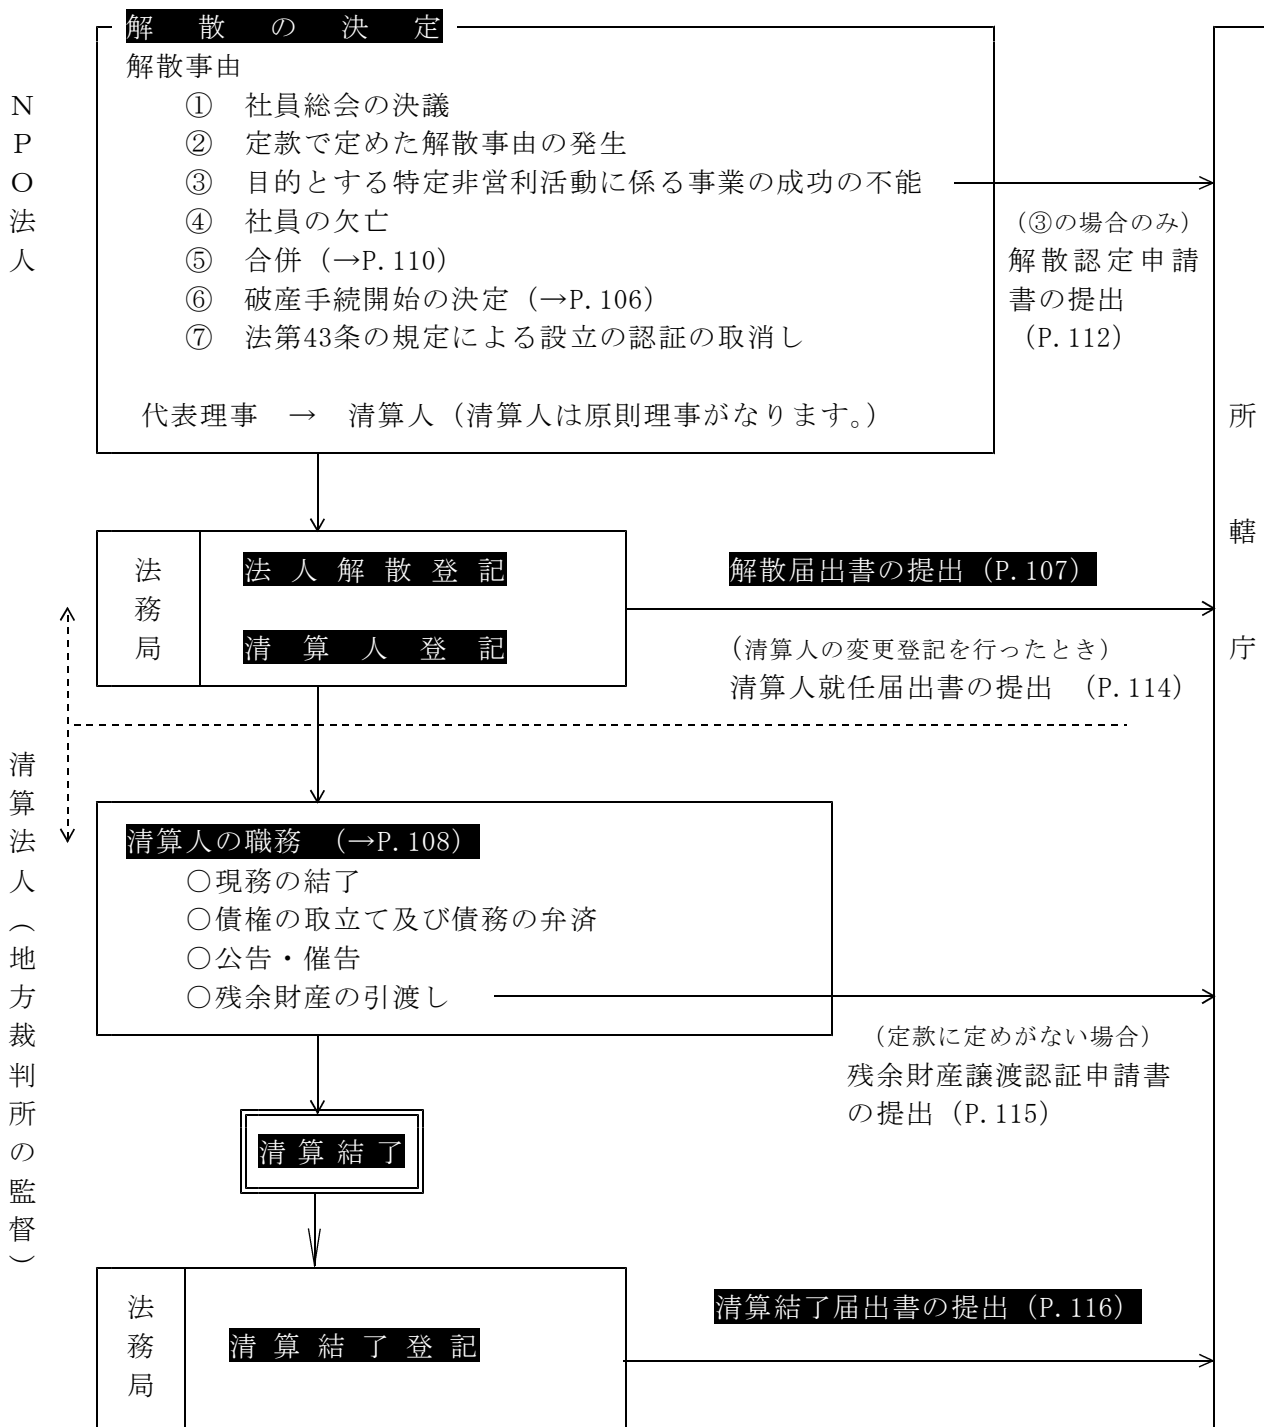 解散の決定
解散事由
① 社員総会の決議
② 定款で定めた解散事由の発生
③ 目的とする特定非営利活動に係る事業の成功の不能
④ 社員の欠亡
⑤ 合併（→P.110）
⑥ 破産手続開始の決定（→P.106）
⑦ 法第43条の規定による設立の認証の取消し
代表理事 → 清算人（清算人は原則理事がなります。）
NPO法人
（③の場合のみ）
解散認定申請
書の提出
（P.112）
所轄庁
法務局
法人解散登記
清算人登記
解散届出書の提出（P.107）
（清算人の変更登記を行ったとき）
清算人就任届出書の提出 （P.114）
清算法人（地方裁判所の監督）
清算人の職務 （→P.108）
○現務の結了
○債権の取立て及び債務の弁済
○公告・催告
○残余財産の引渡し
（定款に定めがない場合）
残余財産譲渡認証申請書
の提出（P.115）
清算結了
法務局
清算結了登記
清算結了届出書の提出（P.116）